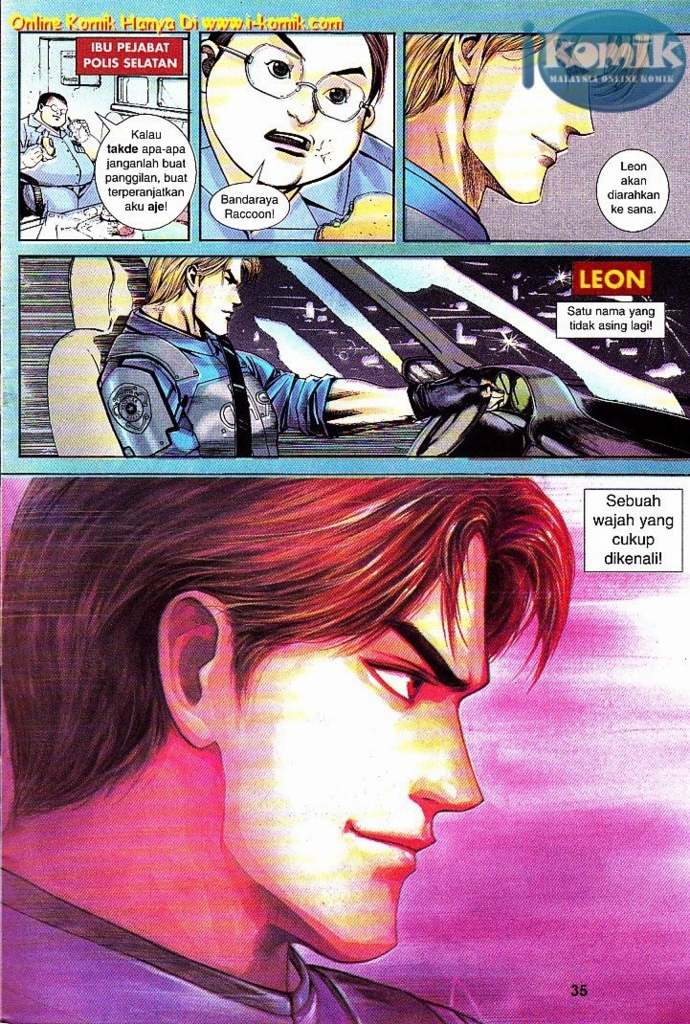 Online Komik Hanya Di www.i-komik.com
i komik
MALAYSIA ONLINE KOMIK
IBU PEJABAT
POLIS SELATAN
Kalau
takde apa-apa
janganlah buat
panggilan, buat
terperanjatkan
aku aje!
Bandaraya
Raccoon!
Leon
akan
diarahkan
ke sana.
LEON
Satu nama yang
tidak asing lagi!
Sebuah
wajah yang
cukup
dikenali!
35